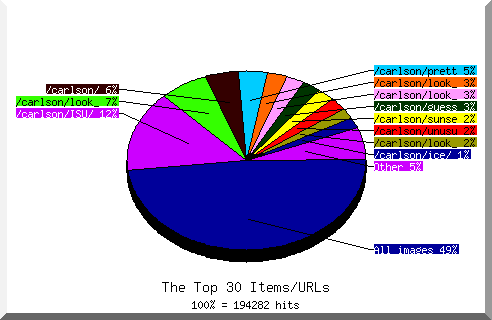 /carlson/prett 5%
/carlson/look_ 3%
/carlson/look_ 3%
/carlson/guess 3%
/carlson/sunse 2%
/carlson/unusu 2%
/carlson/look_ 2%
/carlson/ice/ 1%
Other 5%
All images 49%
/carlson/ 6%
/carlson/look_ 7%
/carlson/ISU/ 12%
The Top 30 Items/URLs
100% = 194282 hits